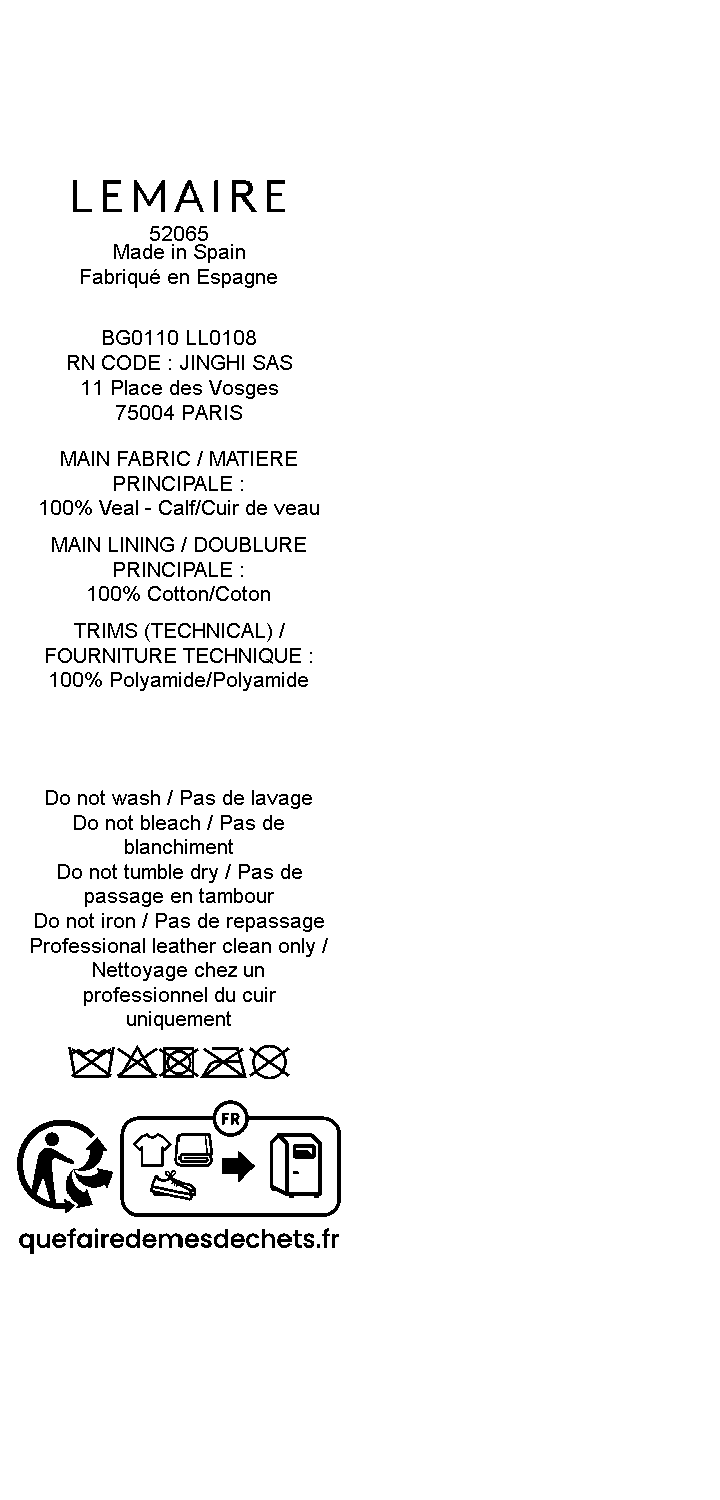 LEMAIRE
52065
Made in Spain
Fabriqué en Espagne
BG0110 LL0108
RN CODE : JINGHI SAS
11 Place des Vosges
75004 PARIS
MAIN FABRIC / MATIERE
PRINCIPALE :
100% Veal - Calf/Cuir de veau
MAIN LINING / DOUBLURE
PRINCIPALE :
100% Cotton/Coton
TRIMS (TECHNICAL) /
FOURNITURE TECHNIQUE :
100% Polyamide/Polyamide
Do not wash / Pas de lavage
Do not bleach / Pas de
blanchiment
Do not tumble dry / Pas de
passage en tambour
Do not iron / Pas de repassage
Professional leather clean only /
Nettoyage chez un
professionnel du cuir
uniquement
FR
quefairedemesdechets.fr